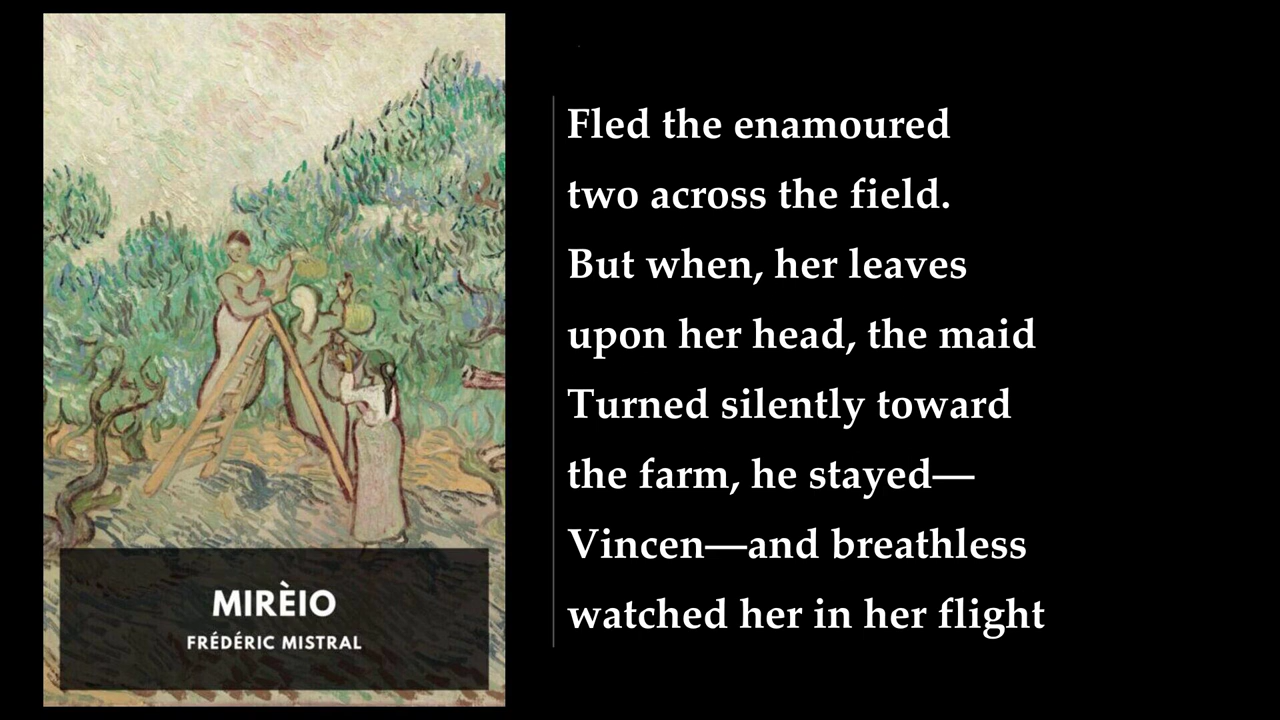 MIRÈIO
FRÉDÉRIC MISTRAL
Fled the enamoured
two across the field.
But when, her leaves
upon her head, the maid
Turned silently toward
the farm, he stayed—
Vincen—and breathless
watched her in her flight